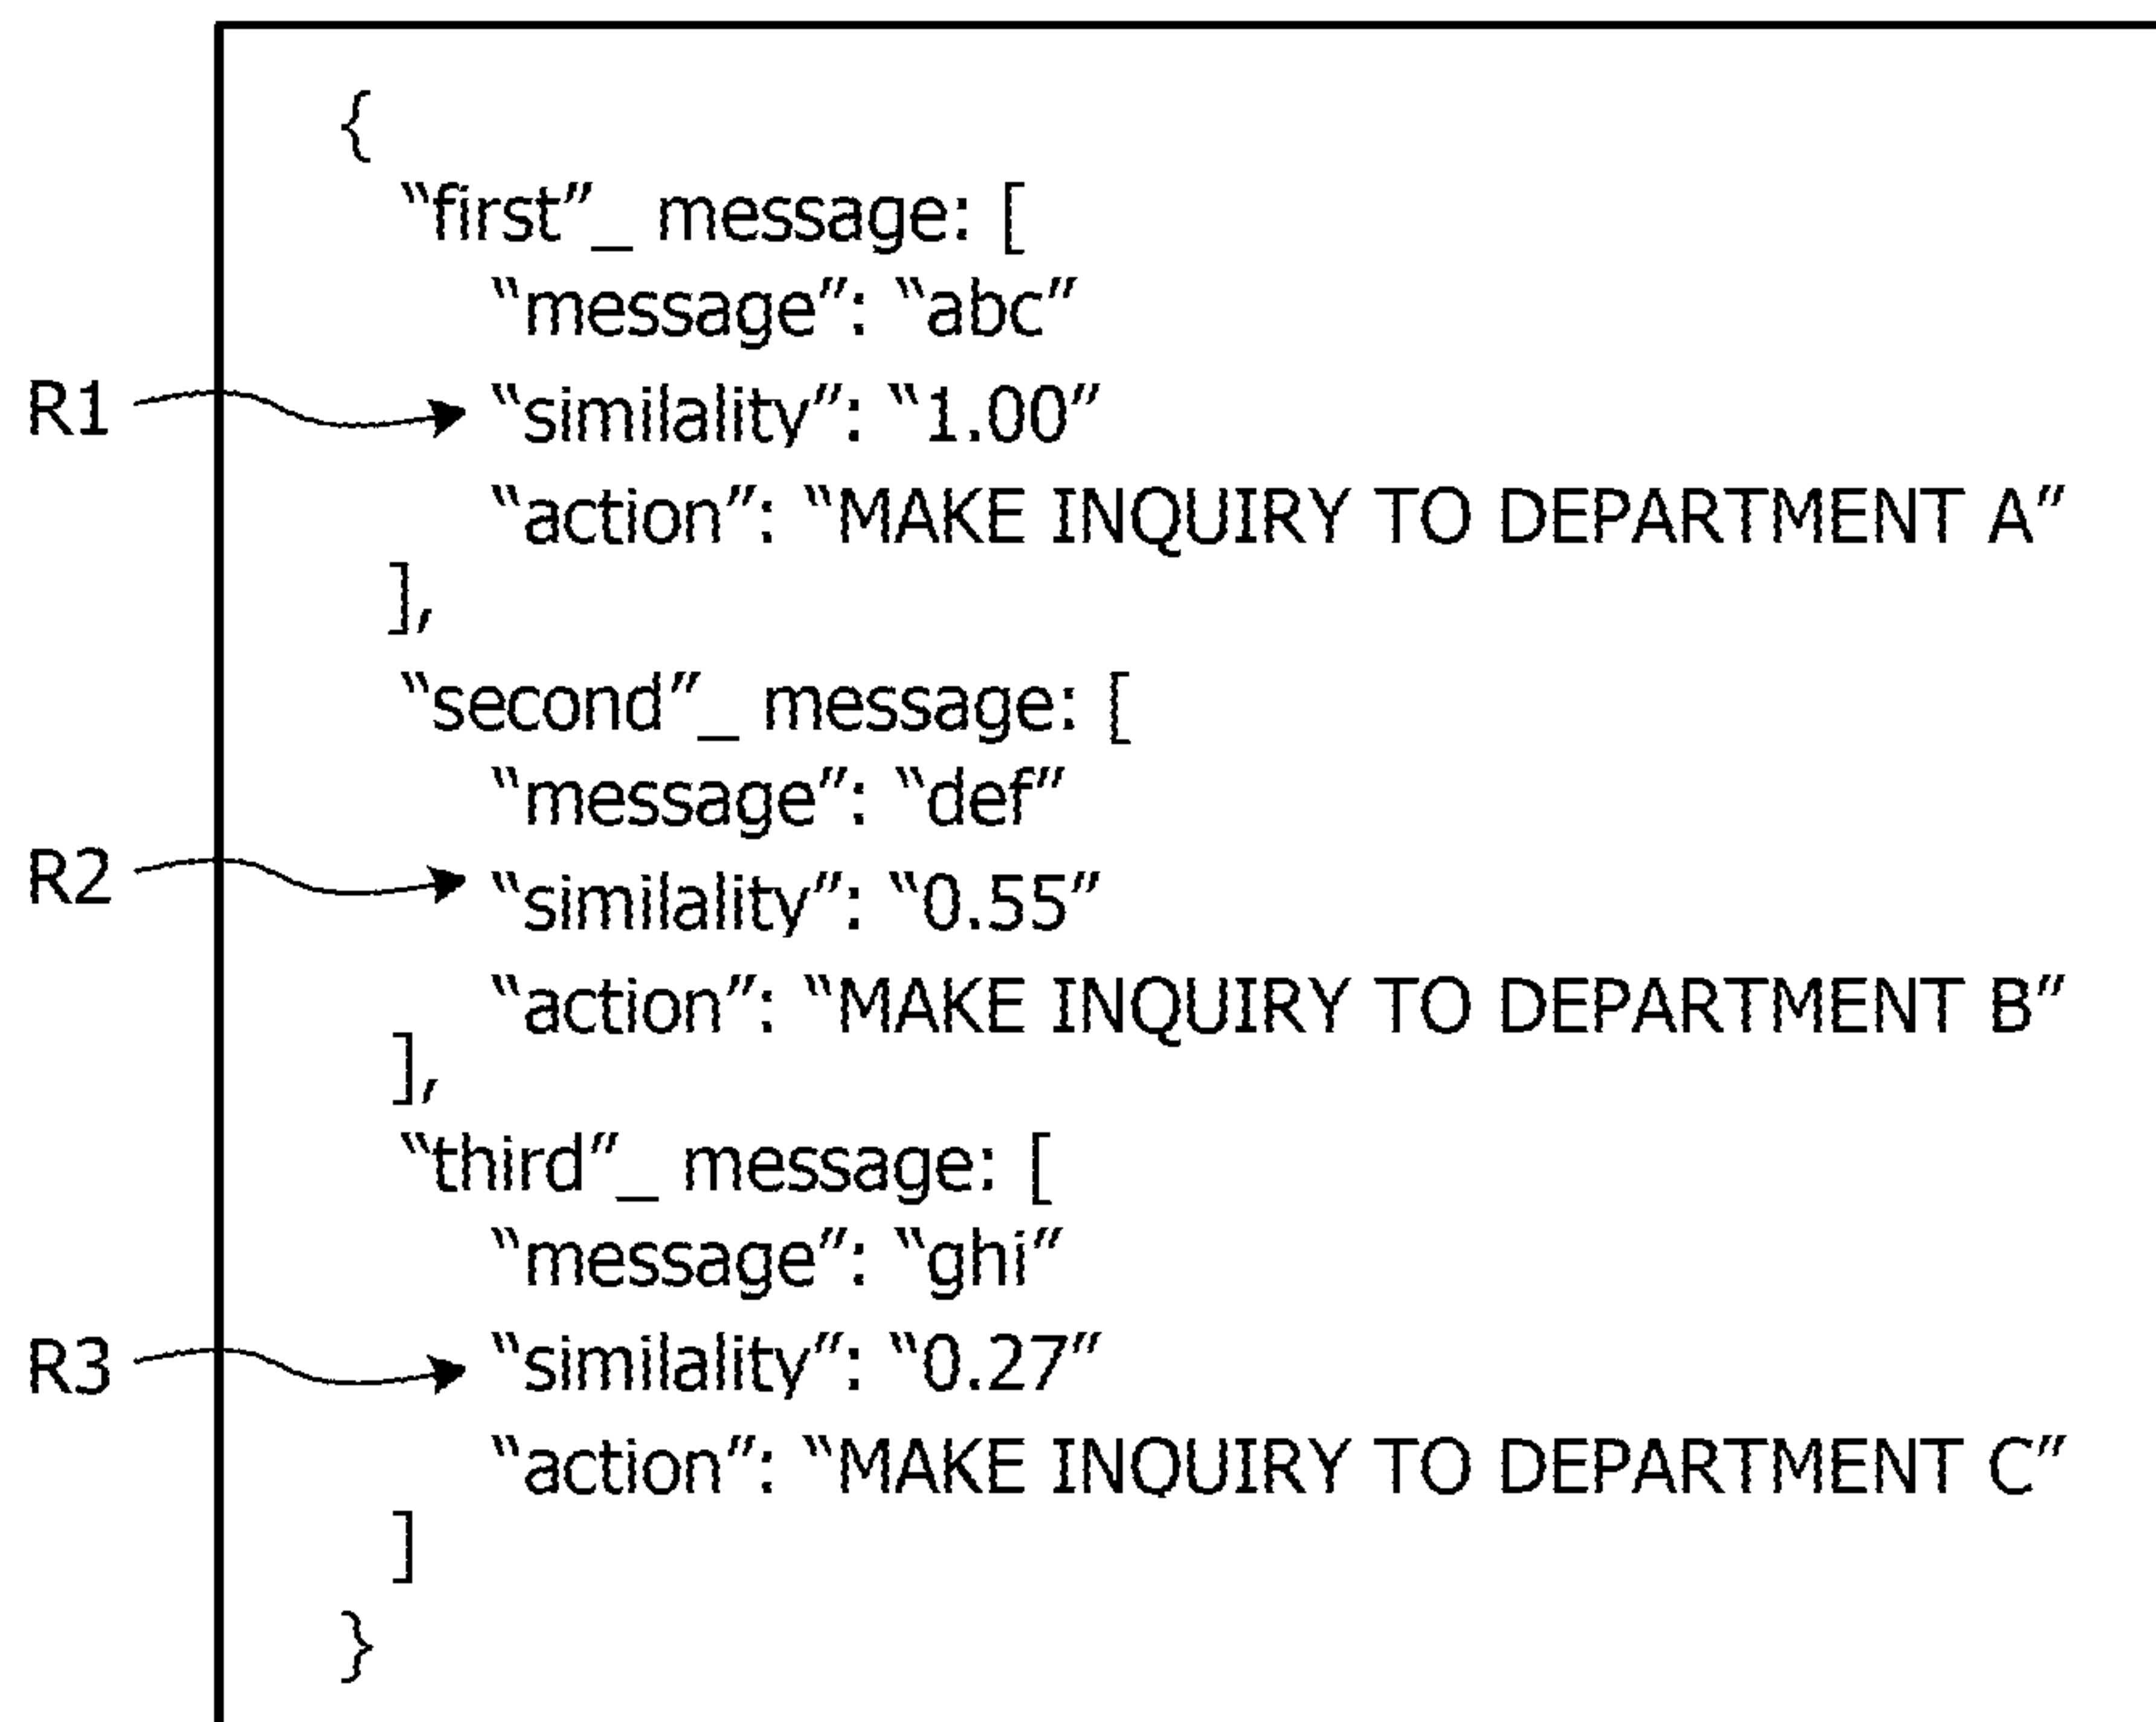 {
“first”_ message: [
“message”: “abc”
R1 “similality”: “1.00”
“action”: “MAKE INQUIRY TO DEPARTMENT A”
],
“second”_ message: [
“message”: “def”
R2 “similality”: “0.55”
“action”: “MAKE INQUIRY TO DEPARTMENT B”
],
“third”_ message: [
“message”: “ghi”
R3 “similality”: “0.27”
“action”: “MAKE INQUIRY TO DEPARTMENT C”
]
}